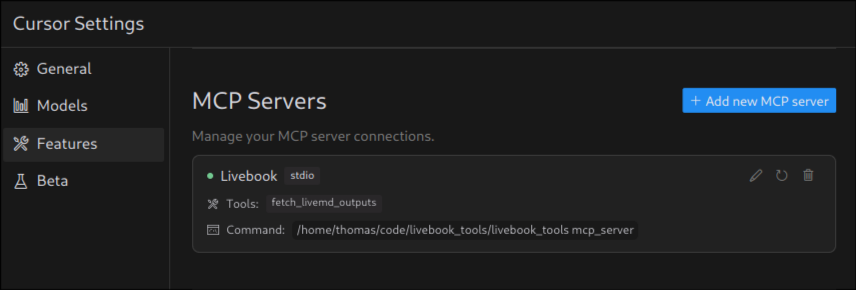 Cursor Settings
General
Models
Features
Beta
MCP Servers
+ Add new MCP server
Manage your MCP server connections.
Livebook stdio
Tools: fetch_livemd_outputs
Command: /home/thomas/code/livebook_tools/livebook_tools mcp_server